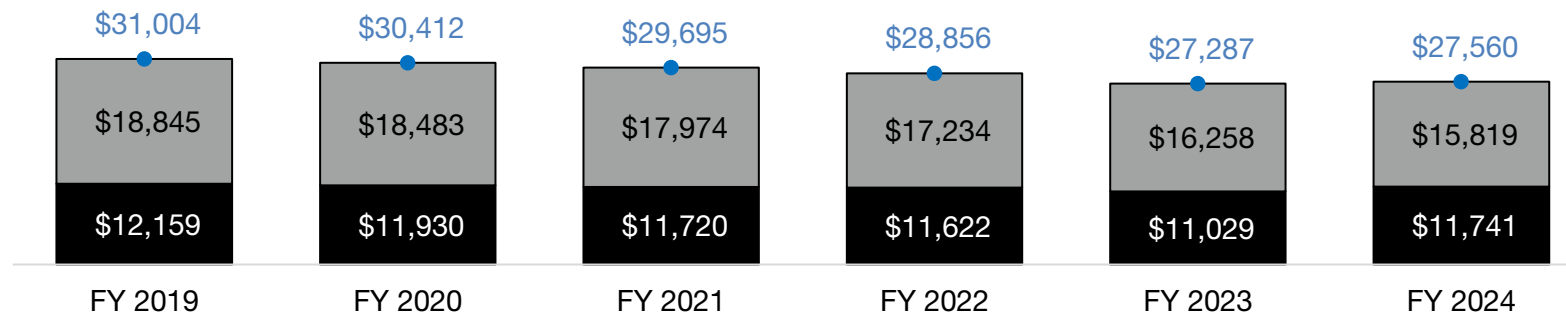 $31,004 $30,412 $29,695 $28,856 $27,287 $27,560
$18,845 $18,483 $17,974 $17,234 $16,258 $15,819
$12,159 $11,930 $11,720 $11,622 $11,029 $11,741
FY 2019 FY 2020 FY 2021 FY 2022 FY 2023 FY 2024